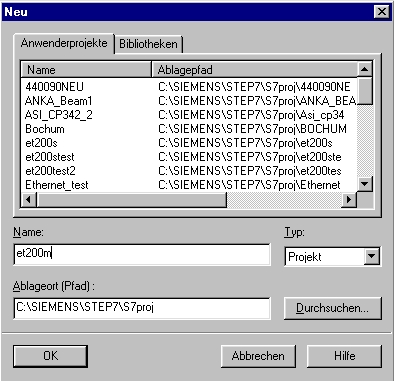 Neu
Anwenderprojekte Bibliotheken
Name Ablagepfad
440090NEU C:\SIEMENS\STEP7\S7proj\440090NE
ANKA_Beam1 C:\SIEMENS\STEP7\S7proj\ANKA_BEA
ASI_CP342_2 C:\SIEMENS\STEP7\S7proj\Asi_cp34
Bochum C:\SIEMENS\STEP7\S7proj\BOCHUM
et200s C:\SIEMENS\STEP7\S7proj\et200s
et200stest C:\SIEMENS\STEP7\S7proj\et200ste
et200test2 C:\SIEMENS\STEP7\S7proj\et200tes
Ethernet_test C:\SIEMENS\STEP7\S7proj\Ethernet
Name: Typ:
et200m Projekt
Ablageort (Pfad) :
C:\SIEMENS\STEP7\S7proj Durchsuchen...
OK Abbrechen Hilfe